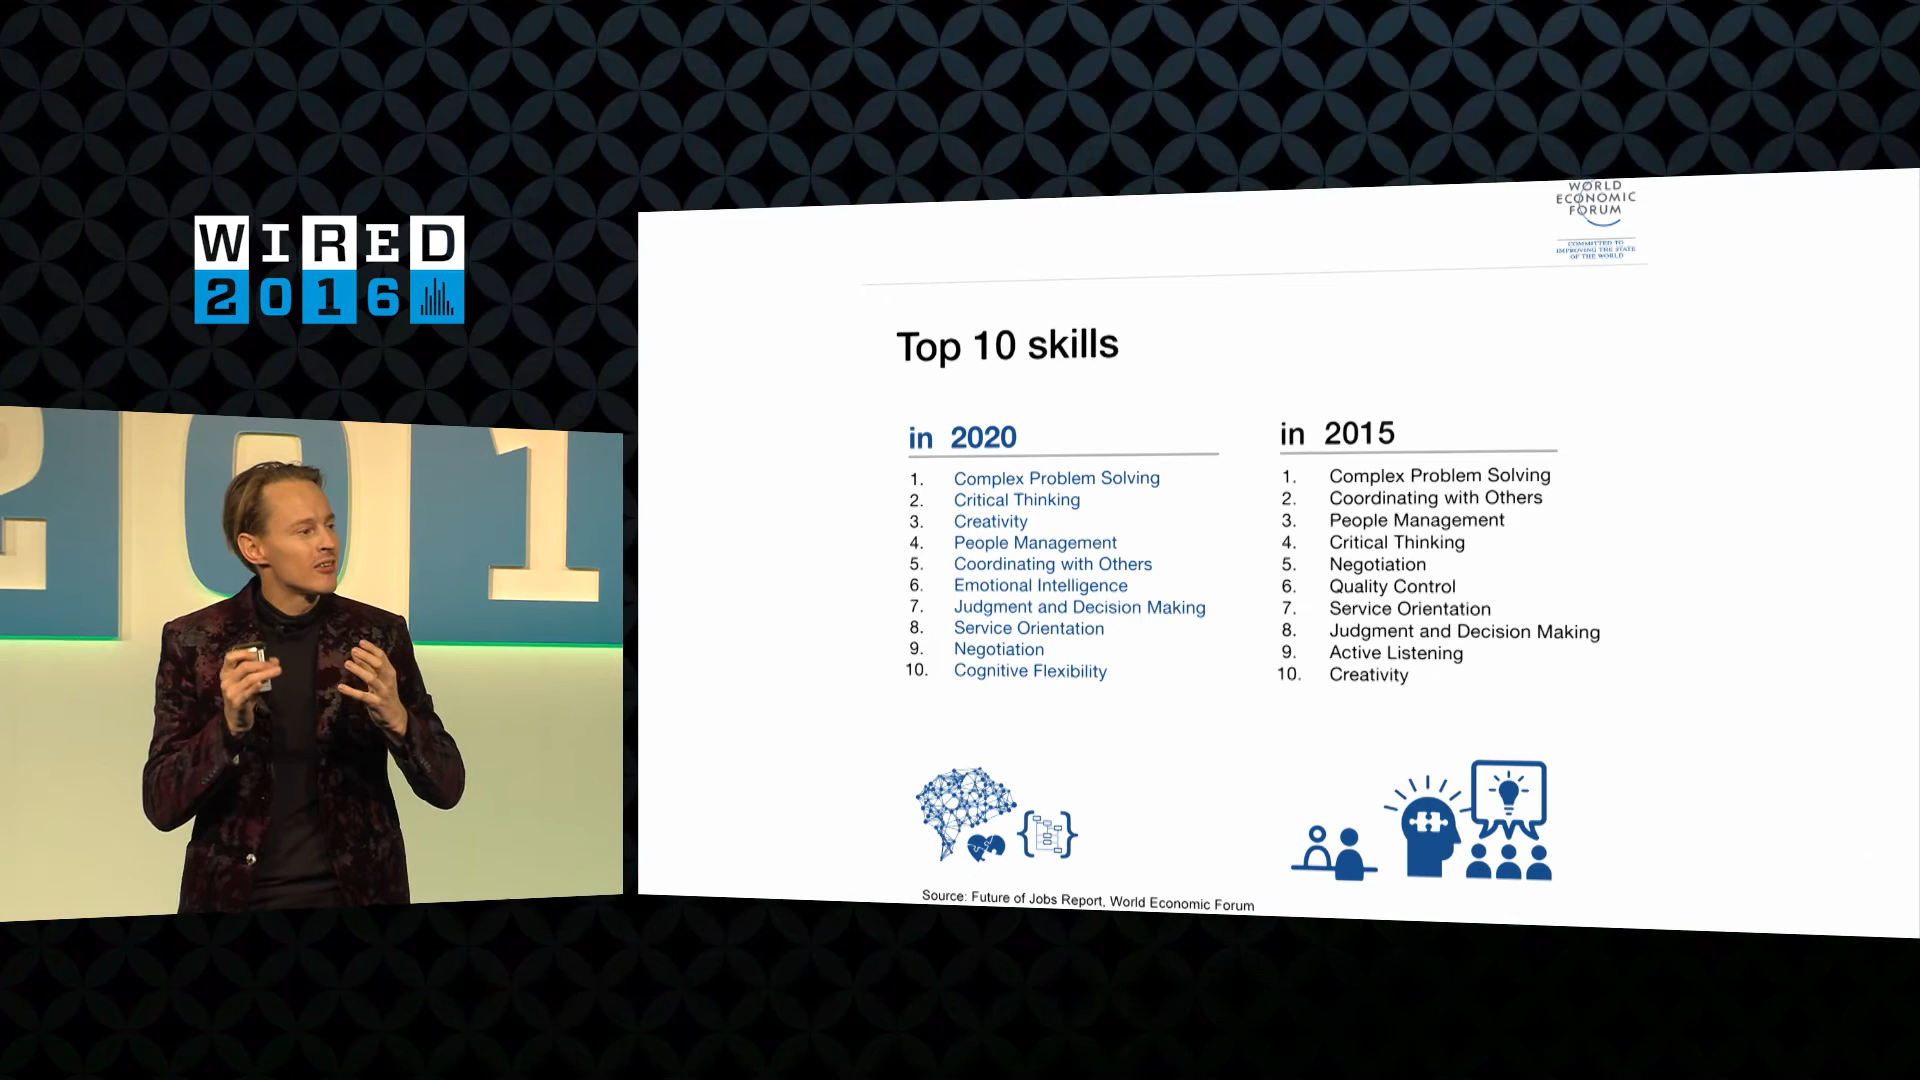 WIRED
2016
201
WORLD
ECONOMIC
FORUM
COMMITTED TO
IMPROVING THE STATE
OF THE WORLD
Top 10 skills
in 2020
1. Complex Problem Solving
2. Critical Thinking
3. Creativity
4. People Management
5. Coordinating with Others
6. Emotional Intelligence
7. Judgment and Decision Making
8. Service Orientation
9. Negotiation
10. Cognitive Flexibility
in 2015
1. Complex Problem Solving
2. Coordinating with Others
3. People Management
4. Critical Thinking
5. Negotiation
6. Quality Control
7. Service Orientation
8. Judgment and Decision Making
9. Active Listening
10. Creativity
Source: Future of Jobs Report, World Economic Forum